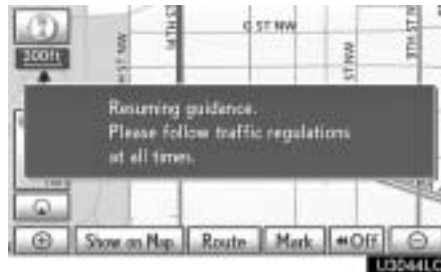 G ST NW
300ft
Resuming guidance.
Please follow traffic regulations
at all times.
Show on Map Route Mark Off
U3044LC